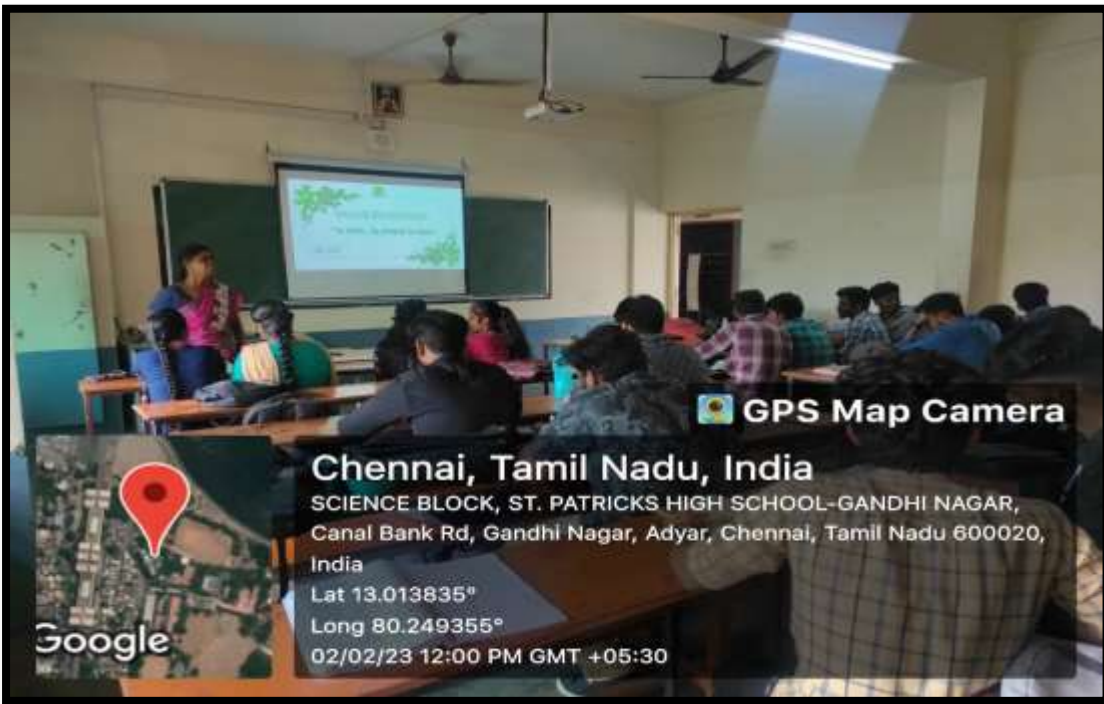 GPS Map Camera
Chennai, Tamil Nadu, India
SCIENCE BLOCK, ST. PATRICKS HIGH SCHOOL-GANDHI NAGAR,
Canal Bank Rd, Gandhi Nagar, Adyar, Chennai, Tamil Nadu 600020,
India
Lat 13.013835°
Long 80.249355°
02/02/23 12:00 PM GMT +05:30
Google